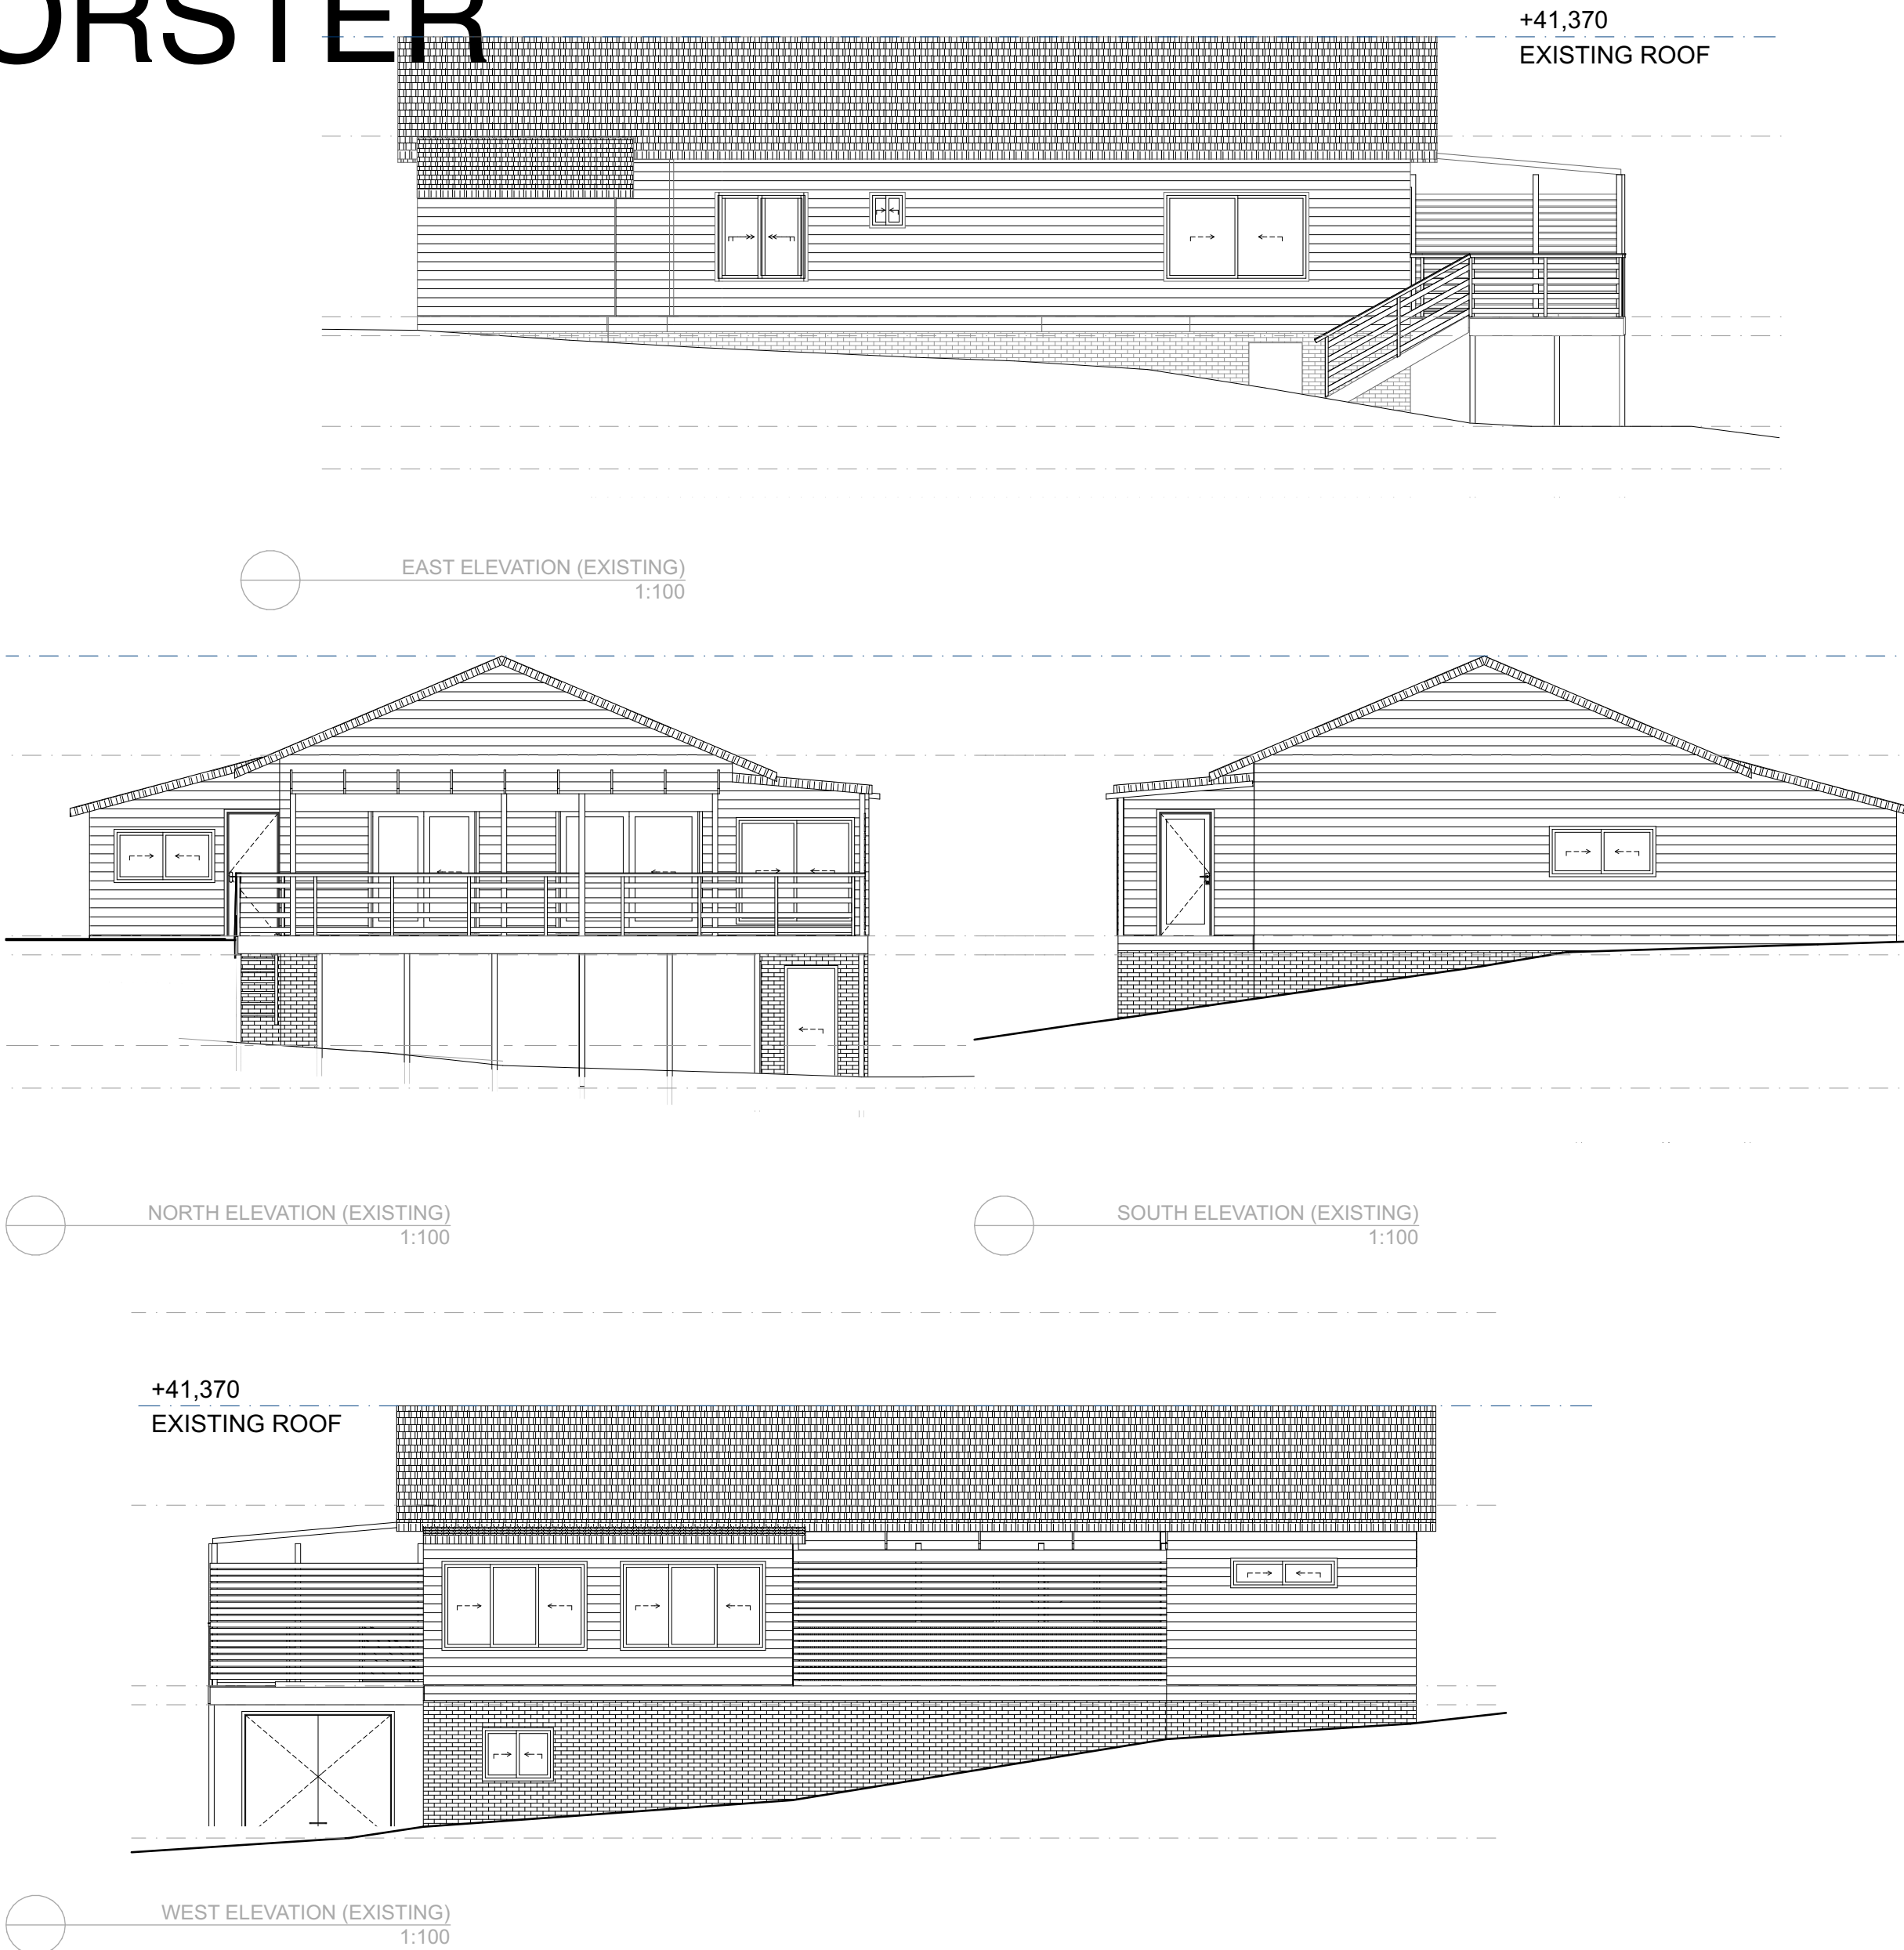 ORSTER
+41,370
EXISTING ROOF
EAST ELEVATION (EXISTING)
1:100
NORTH ELEVATION (EXISTING)
1:100
SOUTH ELEVATION (EXISTING)
1:100
+41,370
EXISTING ROOF
WEST ELEVATION (EXISTING)
1:100